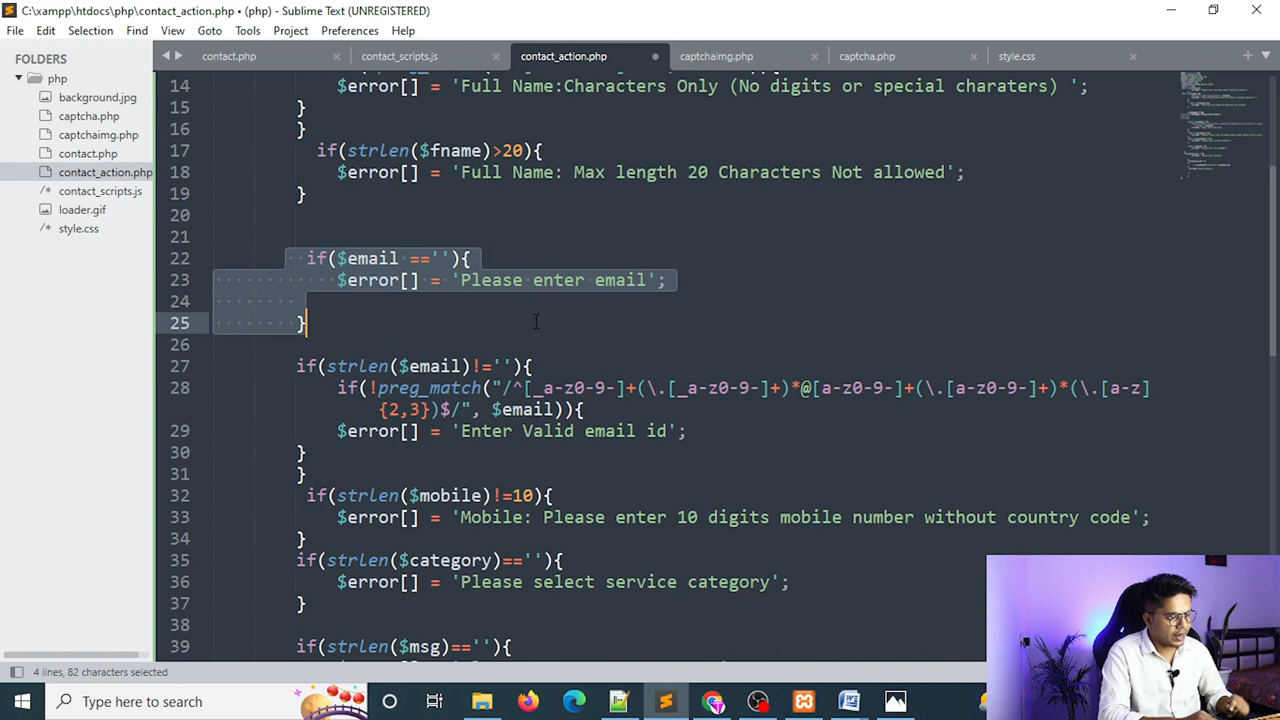 C:\xampp\htdocs\php\contact_action.php • (php) - Sublime Text (UNREGISTERED)
File Edit Selection Find View Goto Tools Project Preferences Help
FOLDERS
php
background.jpg
captcha.php
captchaimg.php
contact.php
contact_action.php
contact_scripts.js
loader.gif
style.css
contact.php contact_scripts.js contact_action.php captchaimg.php captcha.php style.css
14 $error[] = 'Full Name:Characters Only (No digits or special charaters) ';
15 }
16 }
17 if(strlen($fname)>20){
18 $error[] = 'Full Name: Max length 20 Characters Not allowed';
19 }
20
21
22 if($email ==''){
23 $error[] = 'Please enter email';
24
25 }
26
27 if(strlen($email)!=''){
28 if(!preg_match("/^[_a-z0-9-]+(\.[_a-z0-9-]+)*@[a-z0-9-]+(\.[a-z0-9-]+)*(\.[a-z]
{2,3})$/", $email)){
29 $error[] = 'Enter Valid email id';
30 }
31 }
32 if(strlen($mobile)!=10){
33 $error[] = 'Mobile: Please enter 10 digits mobile number without country code';
34 }
35 if(strlen($category)==''){
36 $error[] = 'Please select service category';
37 }
38
39 if(strlen($msg)==''){
4 lines, 82 characters selected
Type here to search